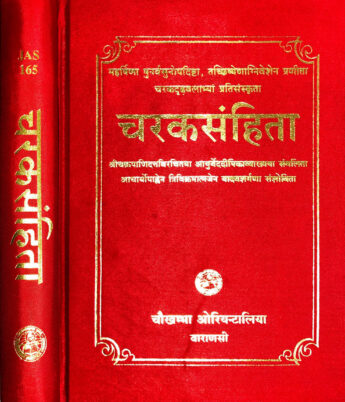 JAS
165
चरकसंहिता
महर्षिणा पुनर्वसुनोपदिष्टा, तच्छिष्येणाग्निवेशेन प्रणीता
चरकदृढबलाभ्यां प्रतिसंस्कृता
चरकसंहिता
श्रीचक्रपाणिदत्तविरचितया आयुर्वेददीपिकाव्याख्यया संवलिता
आचार्योपाह्वेन त्रिविक्रमात्मजेन यादवशर्मणा संशोधिता
चौखम्भा ओरियन्टालिया
वाराणसी